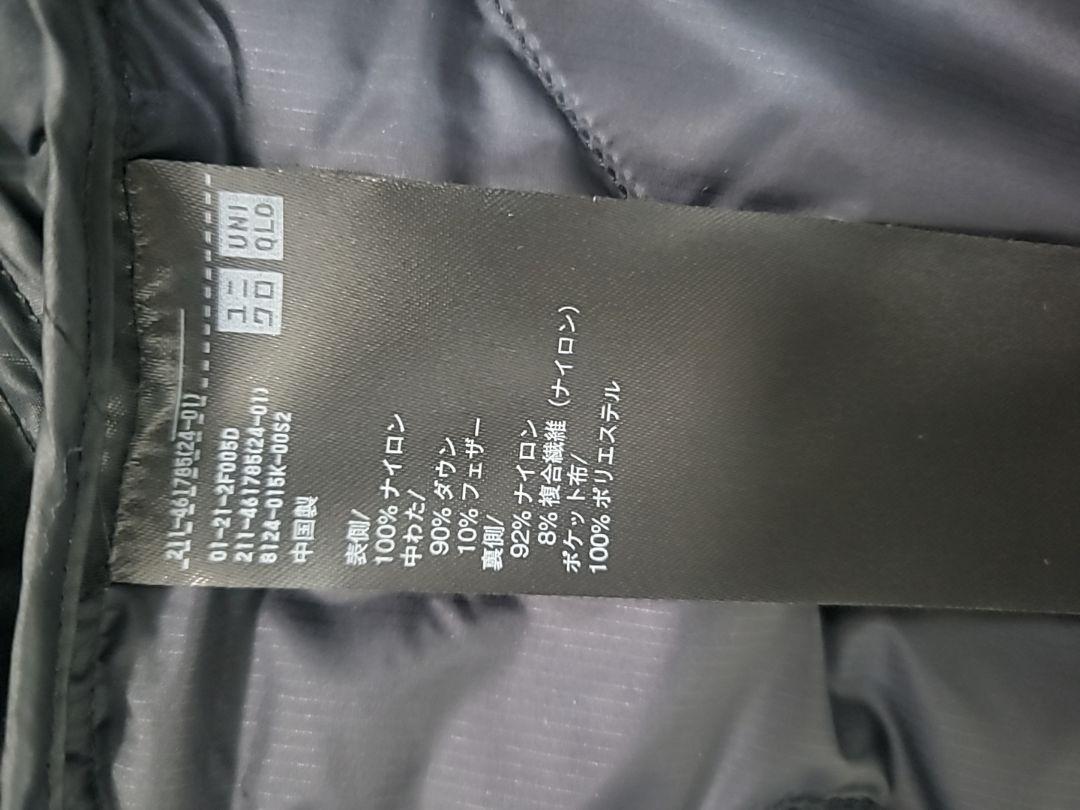 211-461785(24-01)
ユニ
クロ
UNI
QLO
01-21-2F005D
211-461785(24-01)
8124-015K-00S2
中国製
表側/
100% ナイロン
中わた/
90% ダウン
10% フェザー
裏側/
92% ナイロン
8% 複合繊維 (ナイロン)
ポケット布/
100% ポリエステル